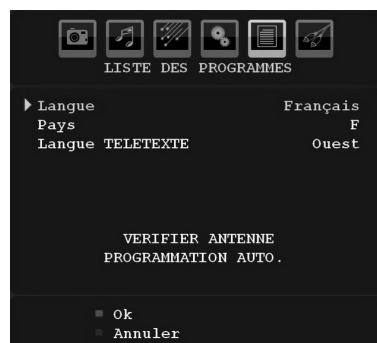 LISTE DES PROGRAMMES
Langue Français
Pays F
Langue TELETEXTE Ouest
VERIFIER ANTENNE
PROGRAMMATION AUTO.
Ok
Annuler